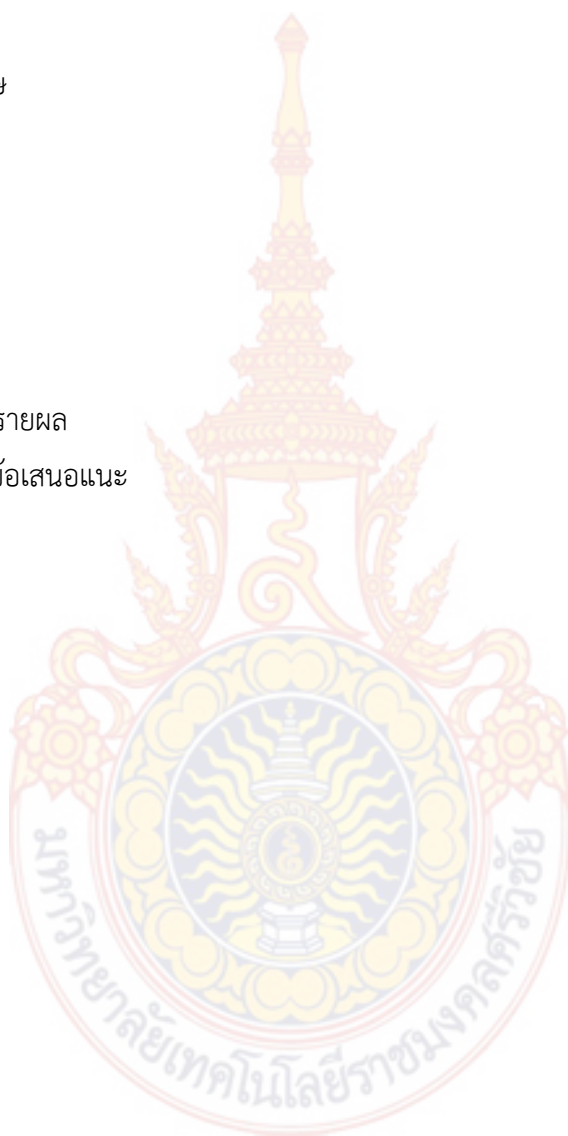 รายผล
ข้อเสนอแนะ
มหาวิทยาลัยเทคโนโลยีราชมงคลศรีวิชัย